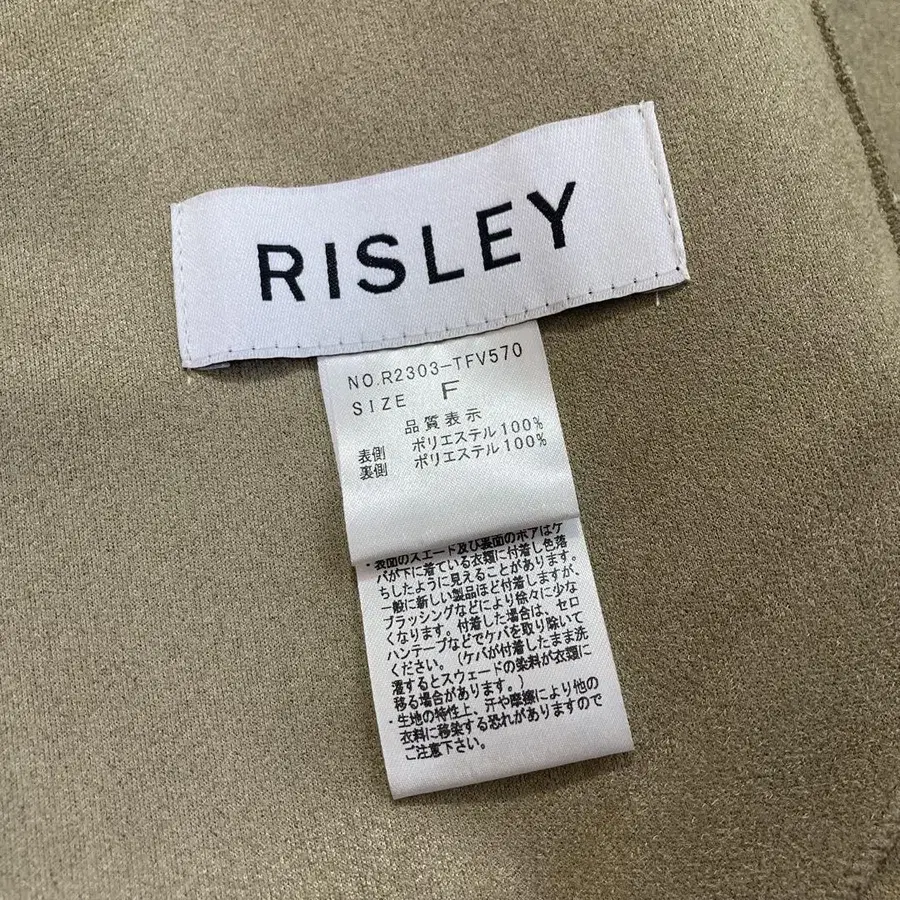 RISLEY
NO.R2303-TFV570
SIZE F
品質表示
表側 ポリエステル100%
裏側 ポリエステル100%
・表面のスエード及び裏面のボアはケ
バが下に着ている衣類に付着し色落
ちしたように見えることがあります。
一般に新しい製品ほど付着しますが、
ブラッシングなどにより徐々に少な
くなります。付着した場合は、セロ
ハンテープなどでケバを取り除いて
ください。(ケバが付着したまま洗
濯するとスウェードの染料が衣類に
移る場合があります。)
・生地の特性上、汗や摩擦により他の
衣料に移染する恐れがありますので
ご注意下さい。